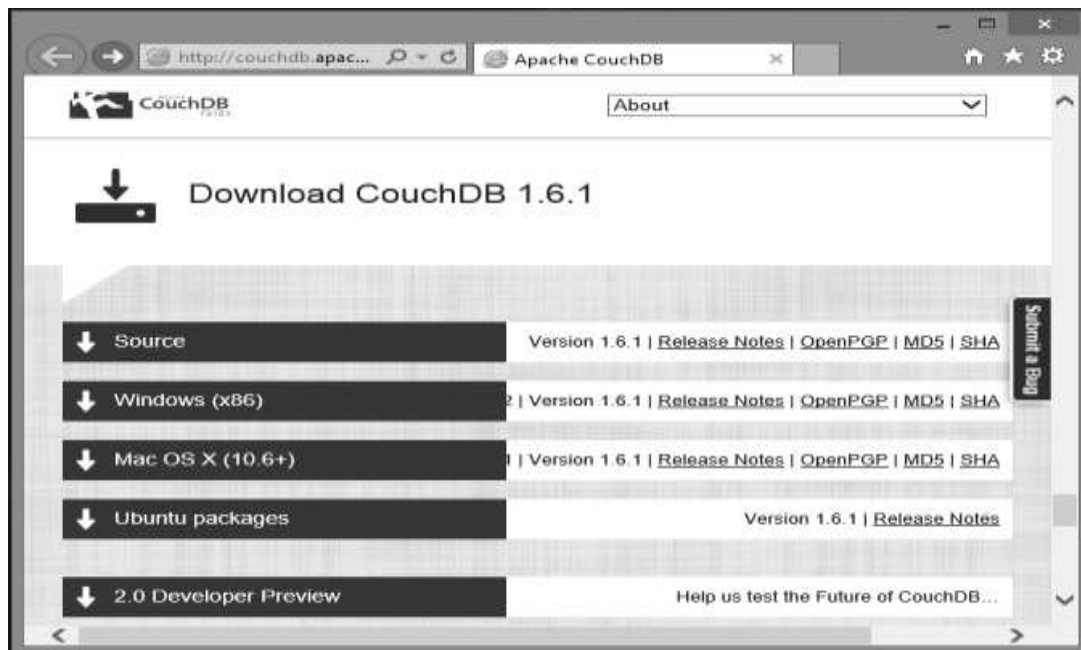 http://couchdb.apac...
Apache CouchDB
CouchDB
relax
About
Download CouchDB 1.6.1
Submit a Bug
Source
Version 1.6.1 | Release Notes | OpenPGP | MD5 | SHA
Windows (x86)
2 | Version 1.6.1 | Release Notes | OpenPGP | MD5 | SHA
Mac OS X (10.6+)
1 | Version 1.6.1 | Release Notes | OpenPGP | MD5 | SHA
Ubuntu packages
Version 1.6.1 | Release Notes
2.0 Developer Preview
Help us test the Future of CouchDB...